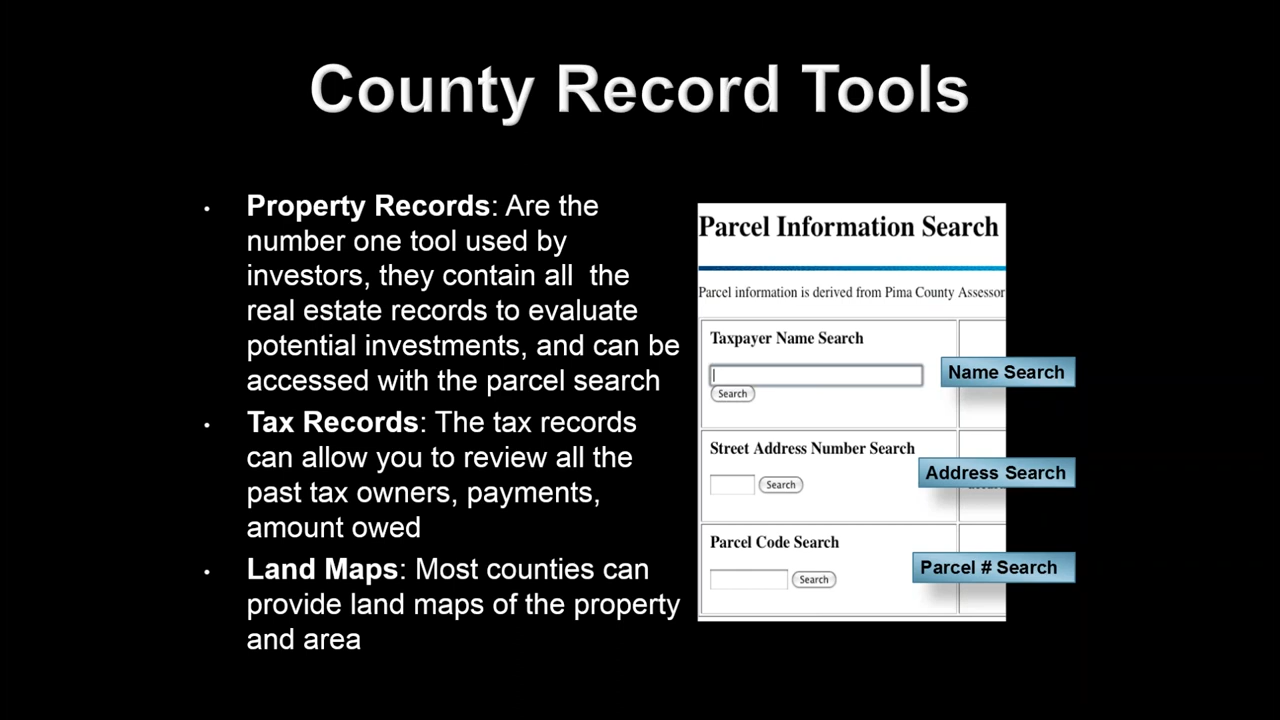 County Record Tools
• Property Records: Are the
number one tool used by
investors, they contain all  the
real estate records to evaluate
potential investments, and can be
accessed with the parcel search
• Tax Records: The tax records
can allow you to review all the
past tax owners, payments,
amount owed
• Land Maps: Most counties can
provide land maps of the property
and area
Parcel Information Search
Parcel information is derived from Pima County Assessor
Taxpayer Name Search
Search
Name Search
Street Address Number Search
Search
Address Search
Parcel Code Search
Search
Parcel # Search